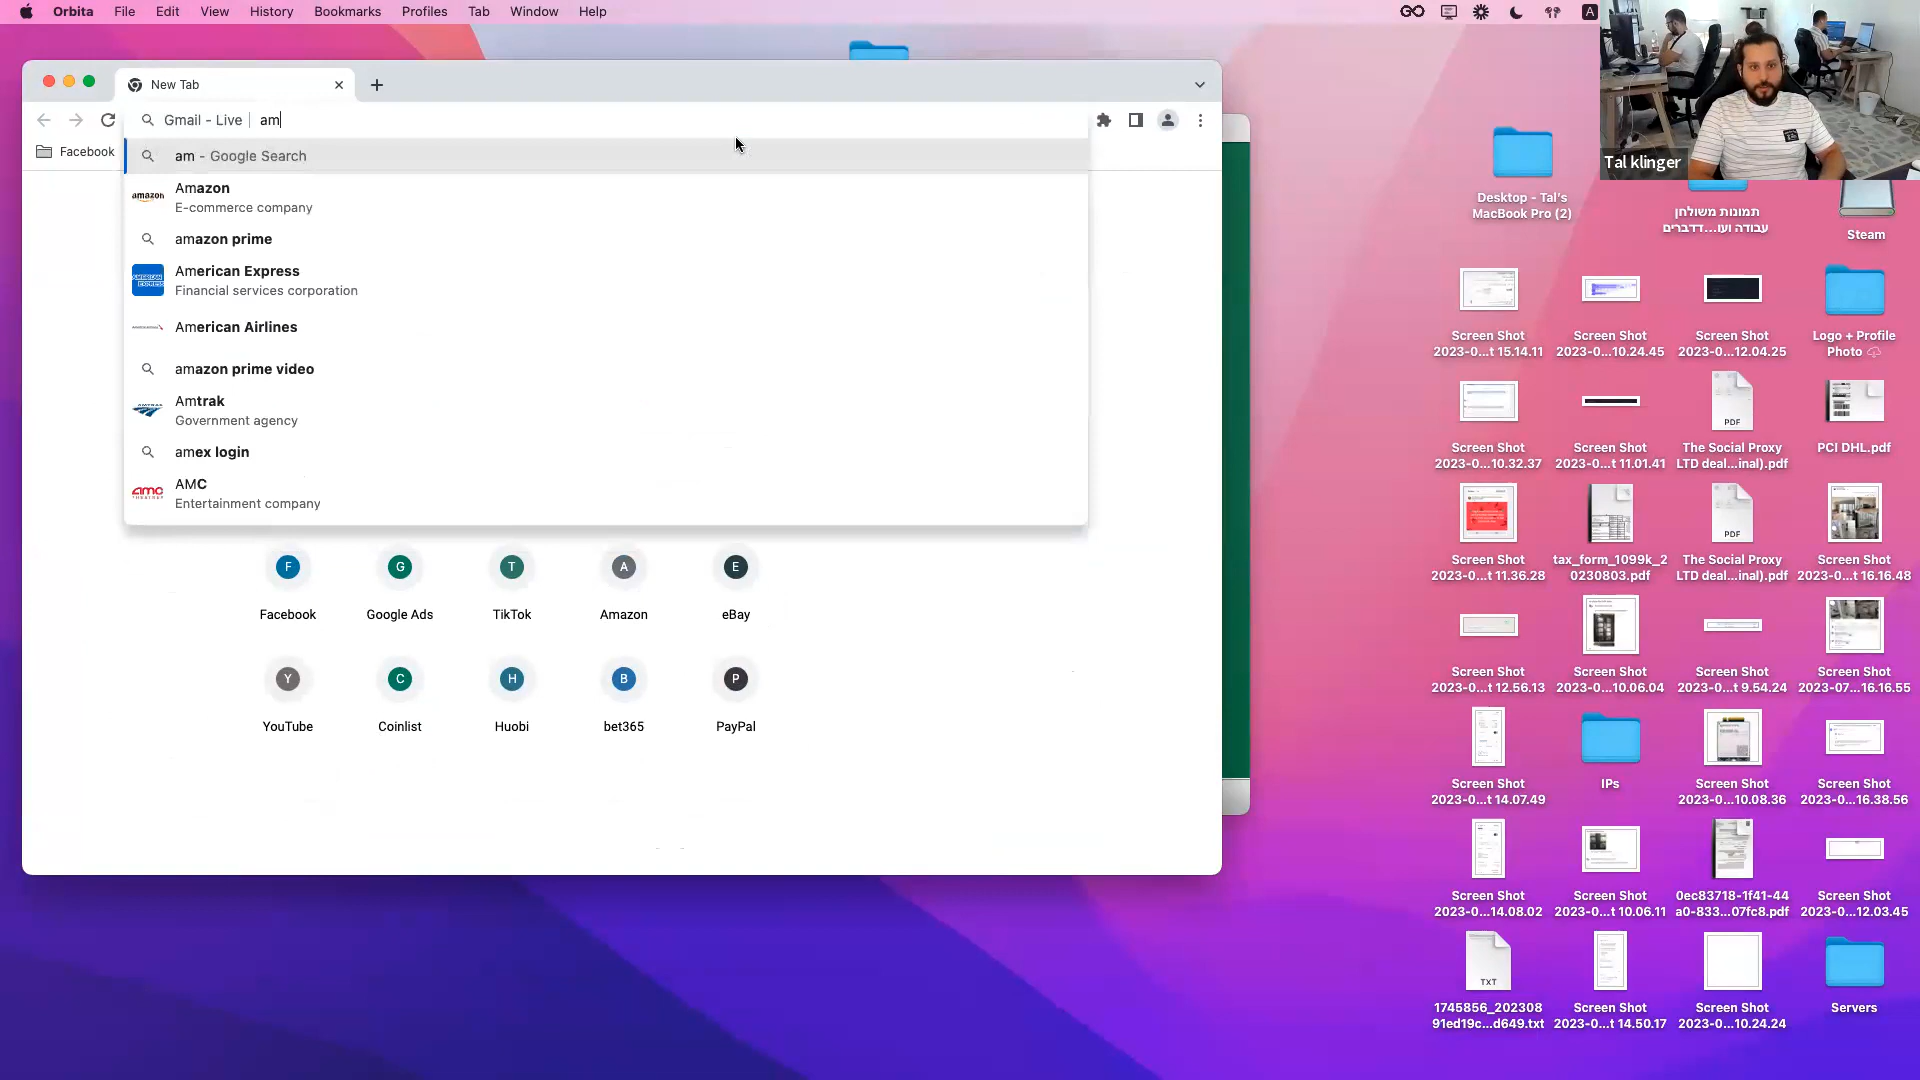 Orbita File Edit View History Bookmarks Profiles Tab Window Help
A
New Tab
Gmail - Live am
Facebook
am - Google Search
amazon
Amazon
E-commerce company
amazon prime
AMERICAN EXPRESS
American Express
Financial services corporation
American Airlines
amazon prime video
AMTRAK
Amtrak
Government agency
amex login
amc
AMC
Entertainment company
F G T A E
Facebook Google Ads TikTok Amazon eBay
Y C H B P
YouTube Coinlist Huobi bet365 PayPal
Tal klinger
Desktop - Tal's
MacBook Pro (2)
תמונות משולחן
עבודה ועו...דדברים
Steam
Screen Shot
2023-0...t 15.14.11
Screen Shot
2023-0...10.24.45
Screen Shot
2023-0...12.04.25
Logo + Profile
Photo
Screen Shot
2023-0...10.32.37
Screen Shot
2023-0...t 11.01.41
PDF
The Social Proxy
LTD deal...inal).pdf
PCI DHL.pdf
Screen Shot
2023-0...t 11.36.28
tax_form_1099k_2
0230803.pdf
PDF
The Social Proxy
LTD deal...inal).pdf
Screen Shot
2023-0...t 16.16.48
Screen Shot
2023-0...t 12.56.13
Screen Shot
2023-0...10.06.04
Screen Shot
2023-0...t 9.54.24
Screen Shot
2023-07...16.16.55
Screen Shot
2023-0...t 14.07.49
IPs
Screen Shot
2023-0...10.08.36
Screen Shot
2023-0...16.38.56
Screen Shot
2023-0...14.08.02
Screen Shot
2023-0...t 10.06.11
0ec83718-1f41-44
a0-833...07fc8.pdf
Screen Shot
2023-0...12.03.45
TXT
1745856_202308
91ed19c...d649.txt
Screen Shot
2023-0...t 14.50.17
Screen Shot
2023-0...10.24.24
Servers